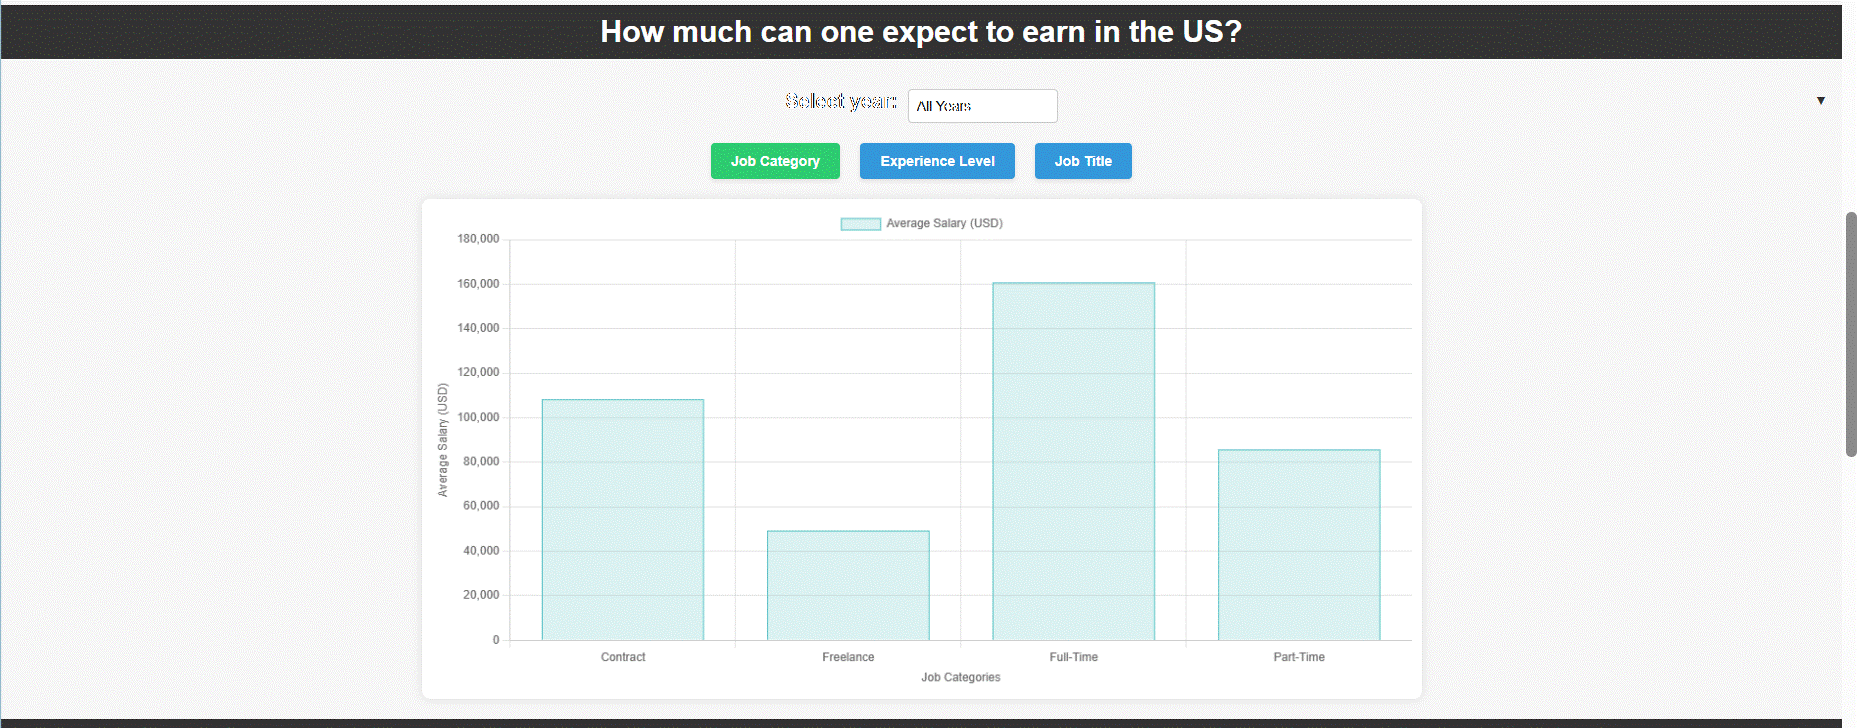 How much can one expect to earn in the US?
Select year: All Years ▼
Job Category Experience Level Job Title
Average Salary (USD)
180,000
160,000
140,000
120,000
100,000
80,000
60,000
40,000
20,000
0
Average Salary (USD)
Contract Freelance Full-Time Part-Time
Job Categories